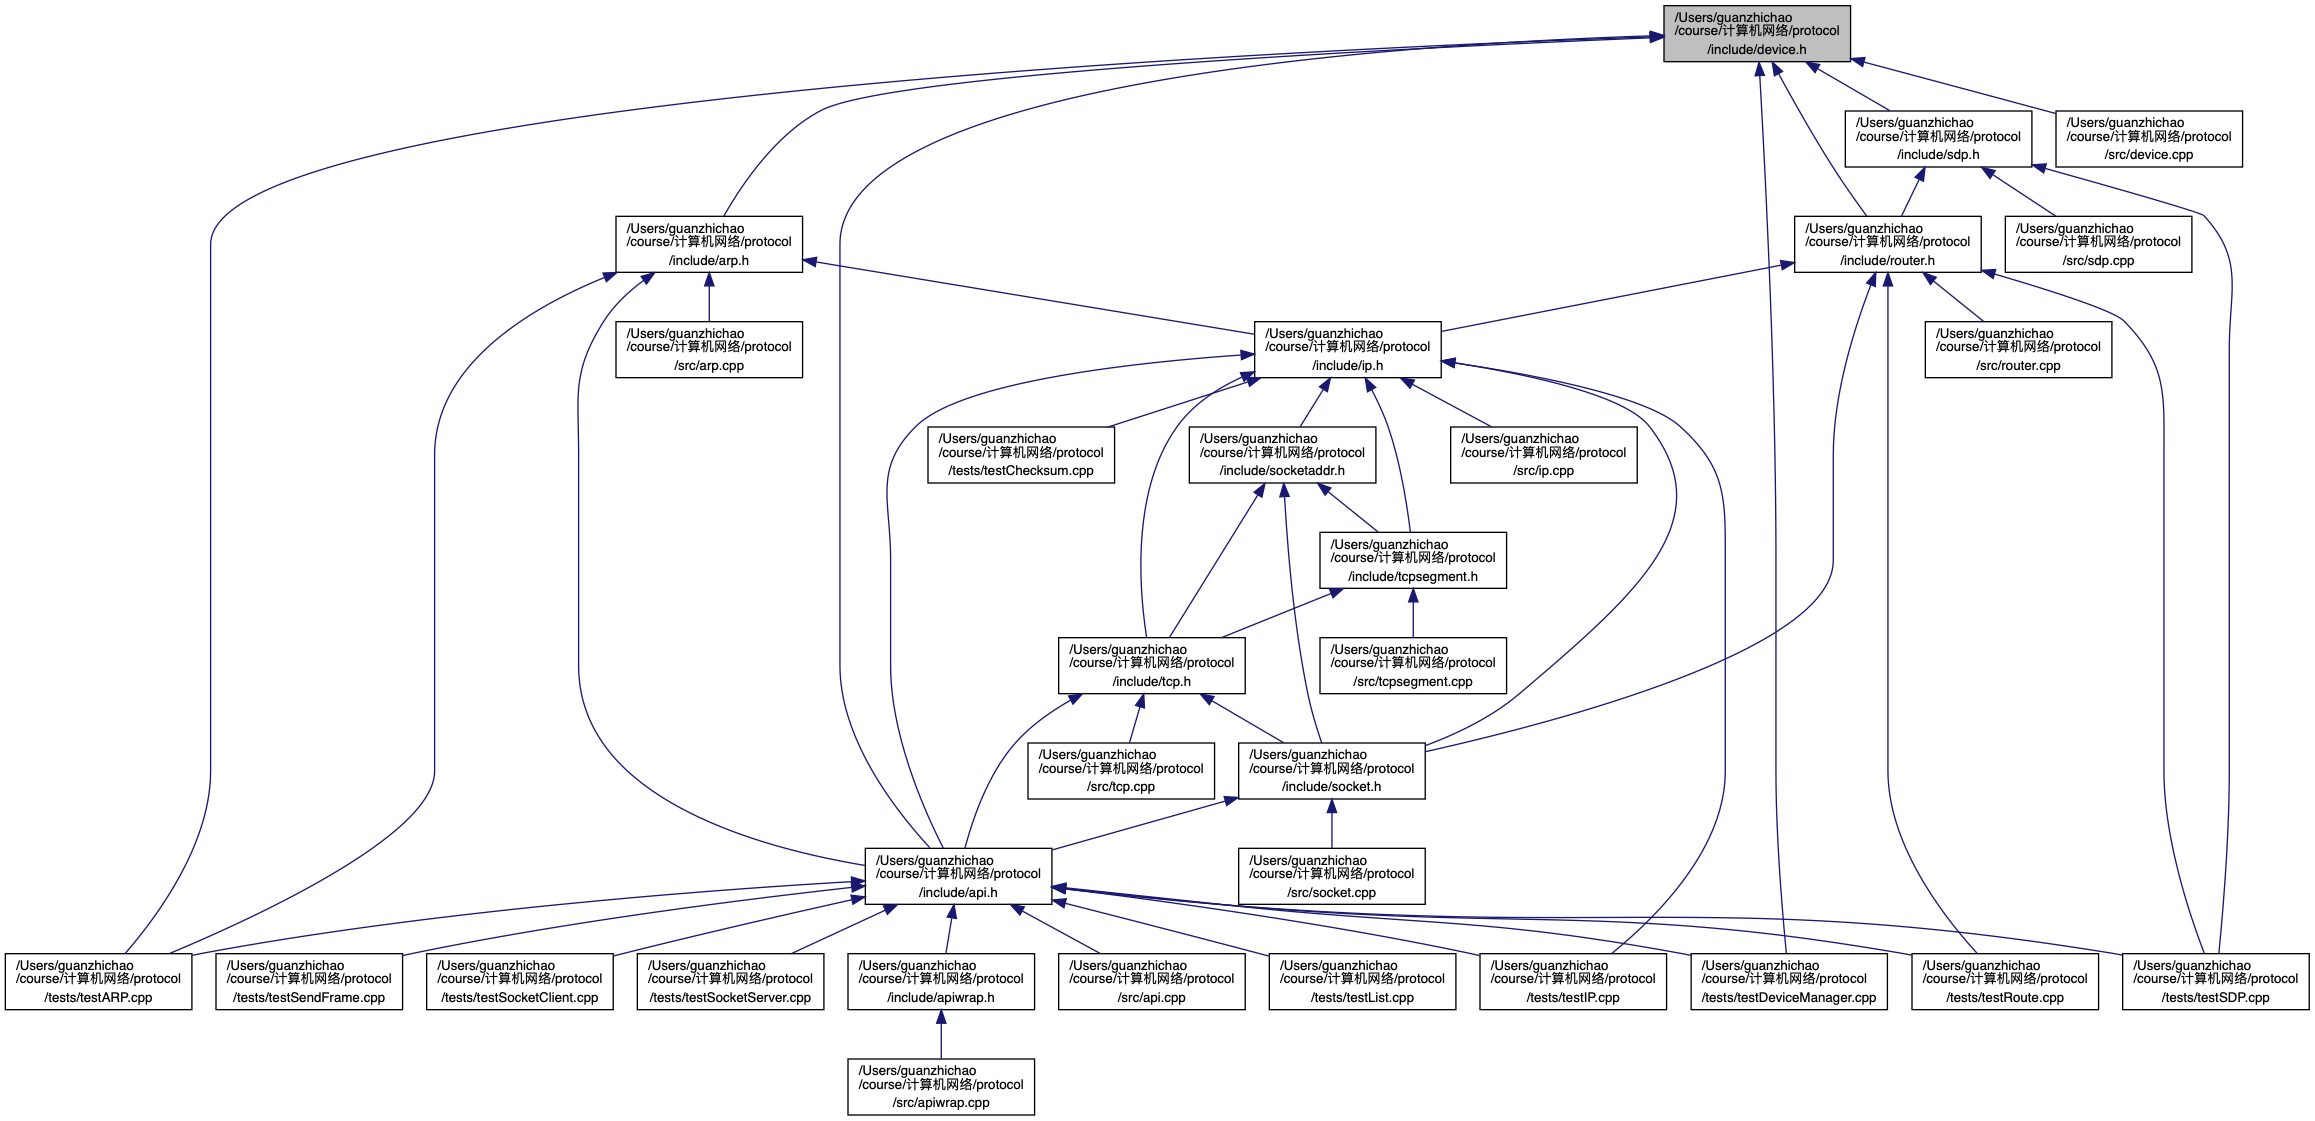 /Users/guanzhichao
/course/计算机网络/protocol
/include/device.h
/Users/guanzhichao
/course/计算机网络/protocol
/include/sdp.h
/Users/guanzhichao
/course/计算机网络/protocol
/src/device.cpp
/Users/guanzhichao
/course/计算机网络/protocol
/include/arp.h
/Users/guanzhichao
/course/计算机网络/protocol
/include/router.h
/Users/guanzhichao
/course/计算机网络/protocol
/src/sdp.cpp
/Users/guanzhichao
/course/计算机网络/protocol
/src/arp.cpp
/Users/guanzhichao
/course/计算机网络/protocol
/include/ip.h
/Users/guanzhichao
/course/计算机网络/protocol
/src/router.cpp
/Users/guanzhichao
/course/计算机网络/protocol
/tests/testChecksum.cpp
/Users/guanzhichao
/course/计算机网络/protocol
/include/socketaddr.h
/Users/guanzhichao
/course/计算机网络/protocol
/src/ip.cpp
/Users/guanzhichao
/course/计算机网络/protocol
/include/tcpsegment.h
/Users/guanzhichao
/course/计算机网络/protocol
/include/tcp.h
/Users/guanzhichao
/course/计算机网络/protocol
/src/tcpsegment.cpp
/Users/guanzhichao
/course/计算机网络/protocol
/src/tcp.cpp
/Users/guanzhichao
/course/计算机网络/protocol
/include/socket.h
/Users/guanzhichao
/course/计算机网络/protocol
/include/api.h
/Users/guanzhichao
/course/计算机网络/protocol
/src/socket.cpp
/Users/guanzhichao
/course/计算机网络/protocol
/tests/testARP.cpp
/Users/guanzhichao
/course/计算机网络/protocol
/tests/testSendFrame.cpp
/Users/guanzhichao
/course/计算机网络/protocol
/tests/testSocketClient.cpp
/Users/guanzhichao
/course/计算机网络/protocol
/tests/testSocketServer.cpp
/Users/guanzhichao
/course/计算机网络/protocol
/include/apiwrap.h
/Users/guanzhichao
/course/计算机网络/protocol
/src/api.cpp
/Users/guanzhichao
/course/计算机网络/protocol
/tests/testList.cpp
/Users/guanzhichao
/course/计算机网络/protocol
/tests/testIP.cpp
/Users/guanzhichao
/course/计算机网络/protocol
/tests/testDeviceManager.cpp
/Users/guanzhichao
/course/计算机网络/protocol
/tests/testRoute.cpp
/Users/guanzhichao
/course/计算机网络/protocol
/tests/testSDP.cpp
/Users/guanzhichao
/course/计算机网络/protocol
/src/apiwrap.cpp